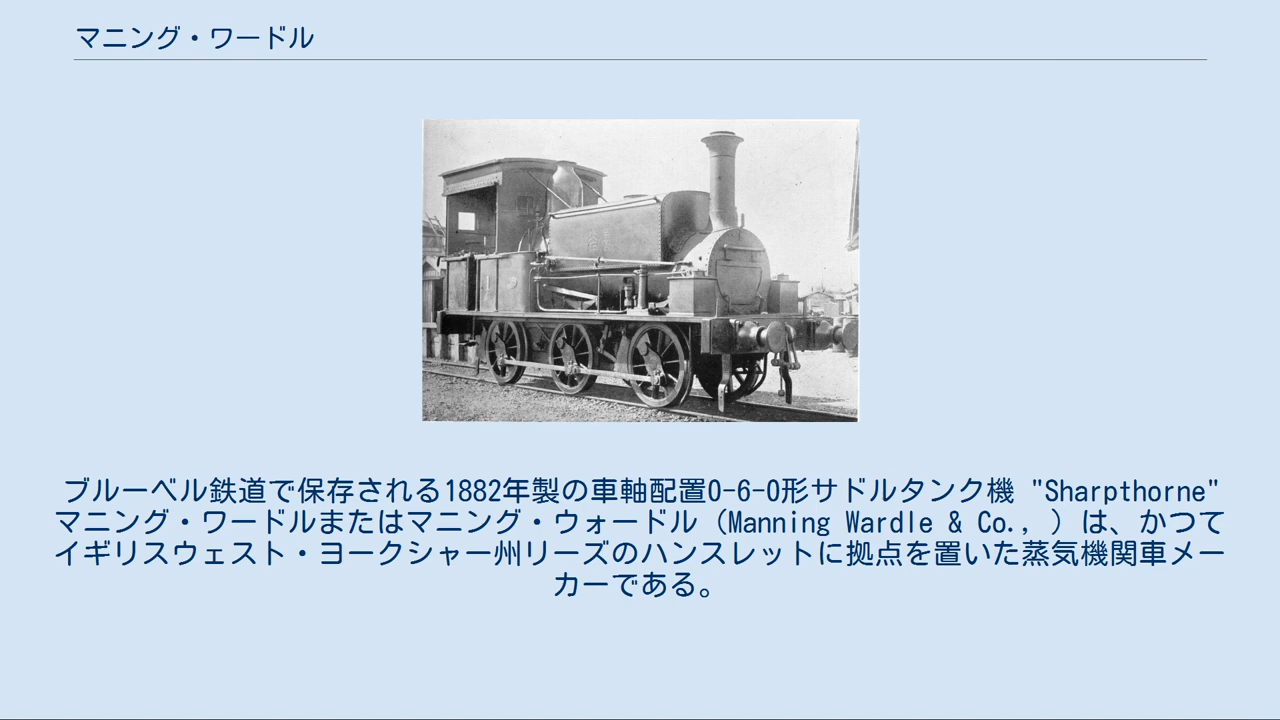 マニング・ワードル
ブルーベル鉄道で保存される1882年製の車軸配置0-6-0形サドルタンク機 "Sharpthorne"
マニング・ワードルまたはマニング・ウォードル（Manning Wardle & Co., ）は、かつて
イギリスウェスト・ヨークシャー州リーズのハンスレットに拠点を置いた蒸気機関車メー
カーである。